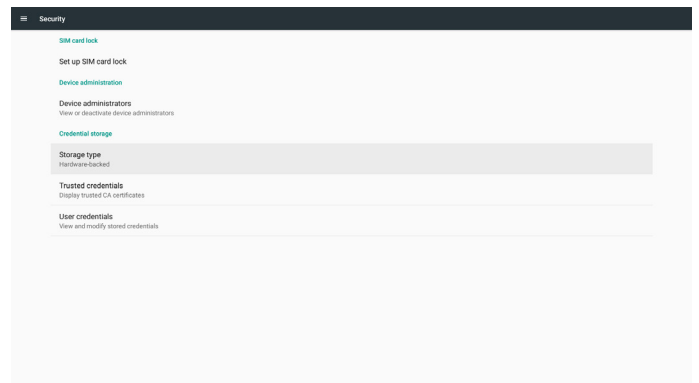 Security
SIM card lock
Set up SIM card lock
Device administration
Device administrators
View or deactivate device administrators
Credential storage
Storage type
Hardware-backed
Trusted credentials
Display trusted CA certificates
User credentials
View and modify stored credentials